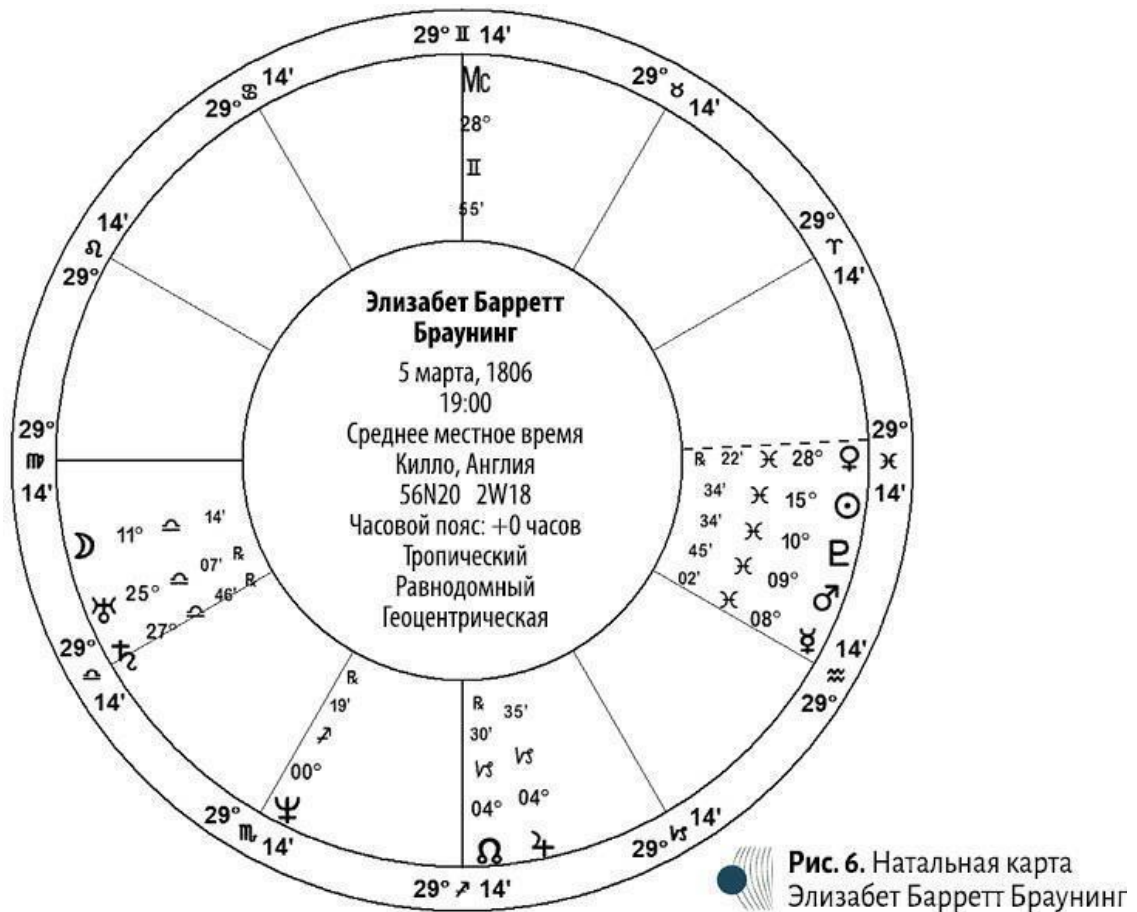 29° ♊ 14'
29° ♋ 14'
29° ♉ 14'
29° ♌ 14'
29° ♈ 14'
Mc
28°
♊
55'
Элизабет Барретт
Браунинг
5 марта, 1806
19:00
Среднее местное время
Килло, Англия
56N20 2W18
Часовой пояс: +0 часов
Тропический
Равнодомный
Геоцентрическая
29° ♍ 14'
29° ♓ 14'
℞ 22' ♓ 28° ♀
34' ♓ 15° ☉
34' ♓ 10° ♇
45' ♓ 09° ♂
02' ♓ 08° ☿
☽ 11° ♎ 14'
♅ 25° ♎ 07' ℞
♄ 27° ♎ 46' ℞
29° ♎ 14'
14' ♒ 29°
℞
19'
♐
00°
♆
℞ 35'
30'
♑ ♑
04° 04°
☊ ♃
29° ♏ 14'
29° ♐ 14'
29° ♑ 14'
Рис. 6. Натальная карта
Элизабет Барретт Браунинг